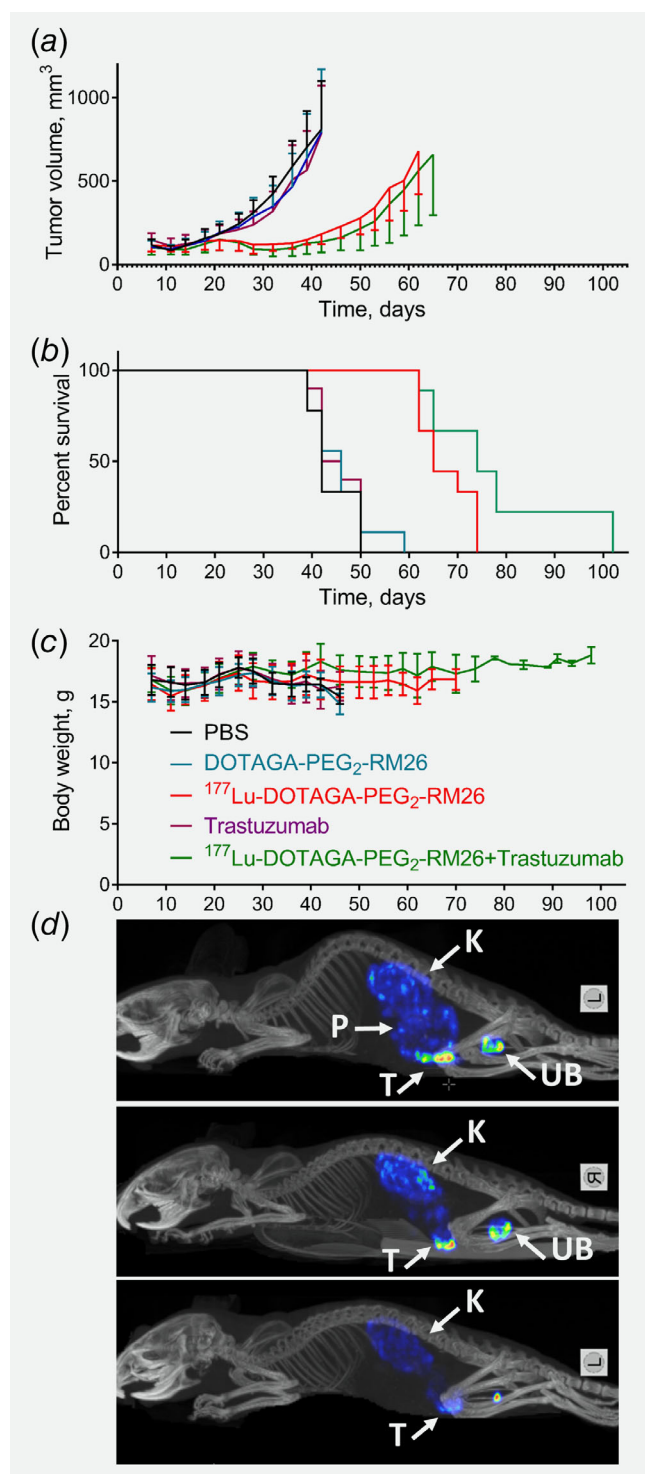 (a)
Tumor volume, mm³
1000
500
0
0 10 20 30 40 50 60 70 80 90 100
Time, days
(b)
Percent survival
100
50
0
0 10 20 30 40 50 60 70 80 90 100
Time, days
(c)
Body weight, g
20
15
10
5
0
PBS
DOTAGA-PEG₂-RM26
¹⁷⁷Lu-DOTAGA-PEG₂-RM26
Trastuzumab
¹⁷⁷Lu-DOTAGA-PEG₂-RM26+Trastuzumab
0 10 20 30 40 50 60 70 80 90 100
(d)
K
L
P
T
UB
K
R
T
UB
K
L
T